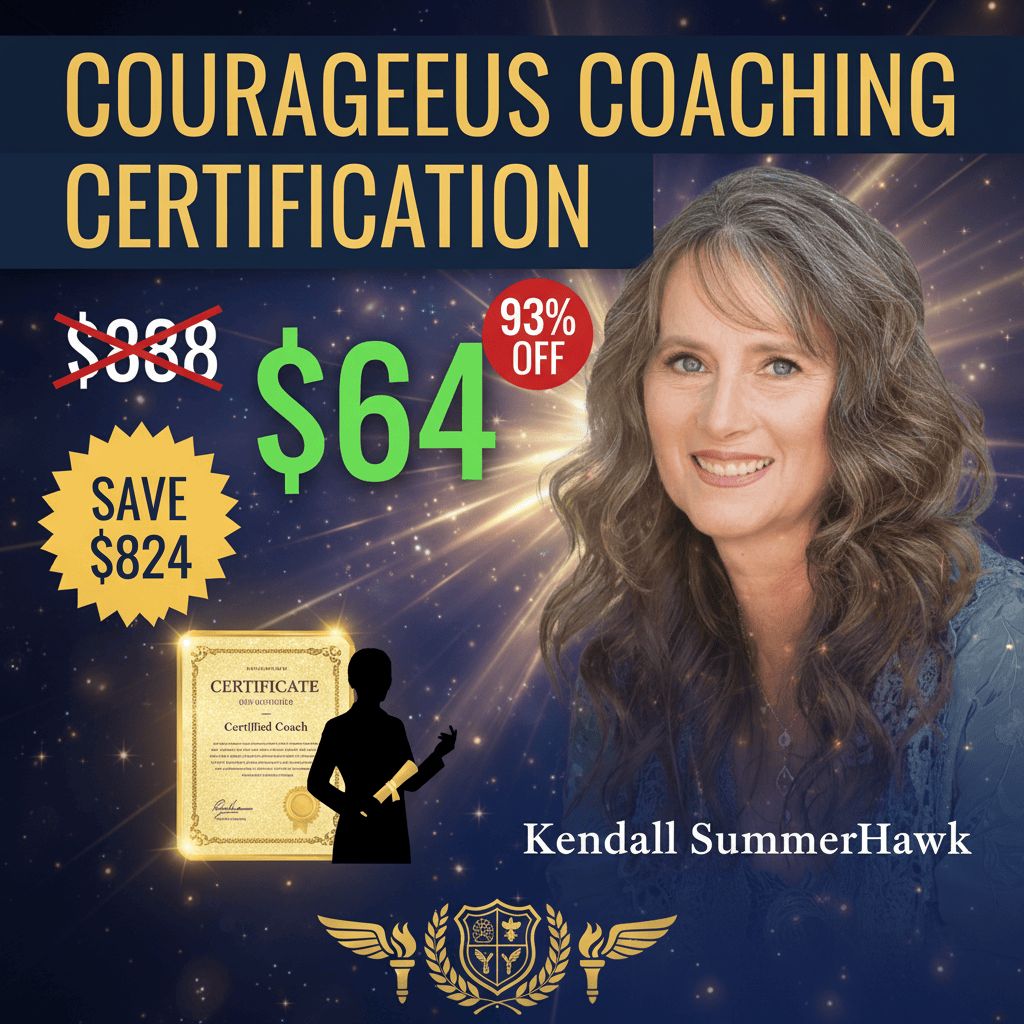 COURAGEEUS COACHING
CERTIFICATION
$888
$64
93%
OFF
SAVE
$824
CERTIFICATE
Certified Coach
Kendall SummerHawk